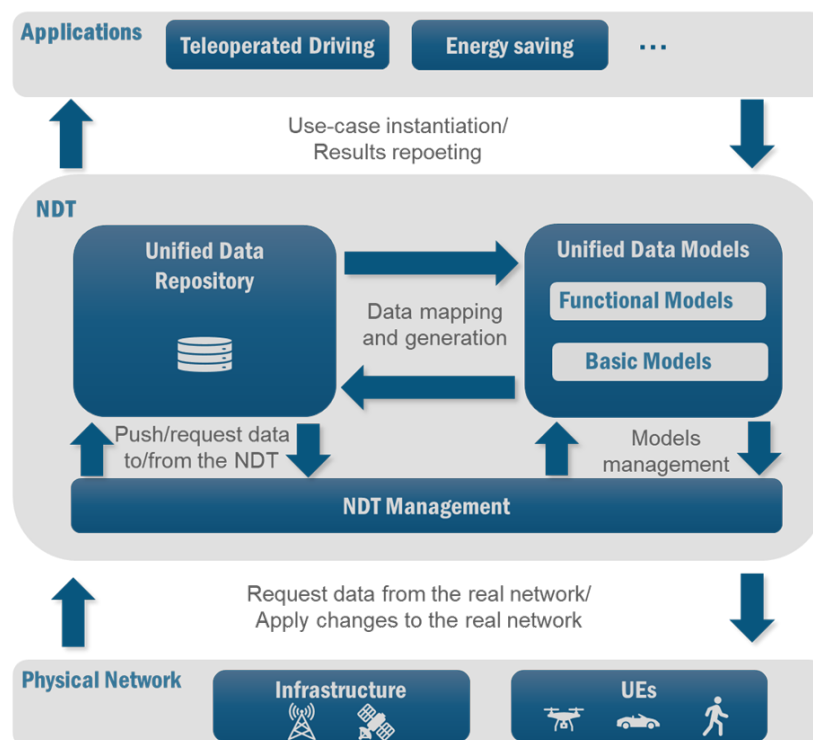 Applications
Teleoperated Driving
Energy saving
...
Use-case instantiation/
Results repoeting
NDT
Unified Data
Repository
Unified Data Models
Functional Models
Data mapping
and generation
Basic Models
Push/request data
to/from the NDT
Models
management
NDT Management
Request data from the real network/
Apply changes to the real network
Physical Network
Infrastructure
UEs